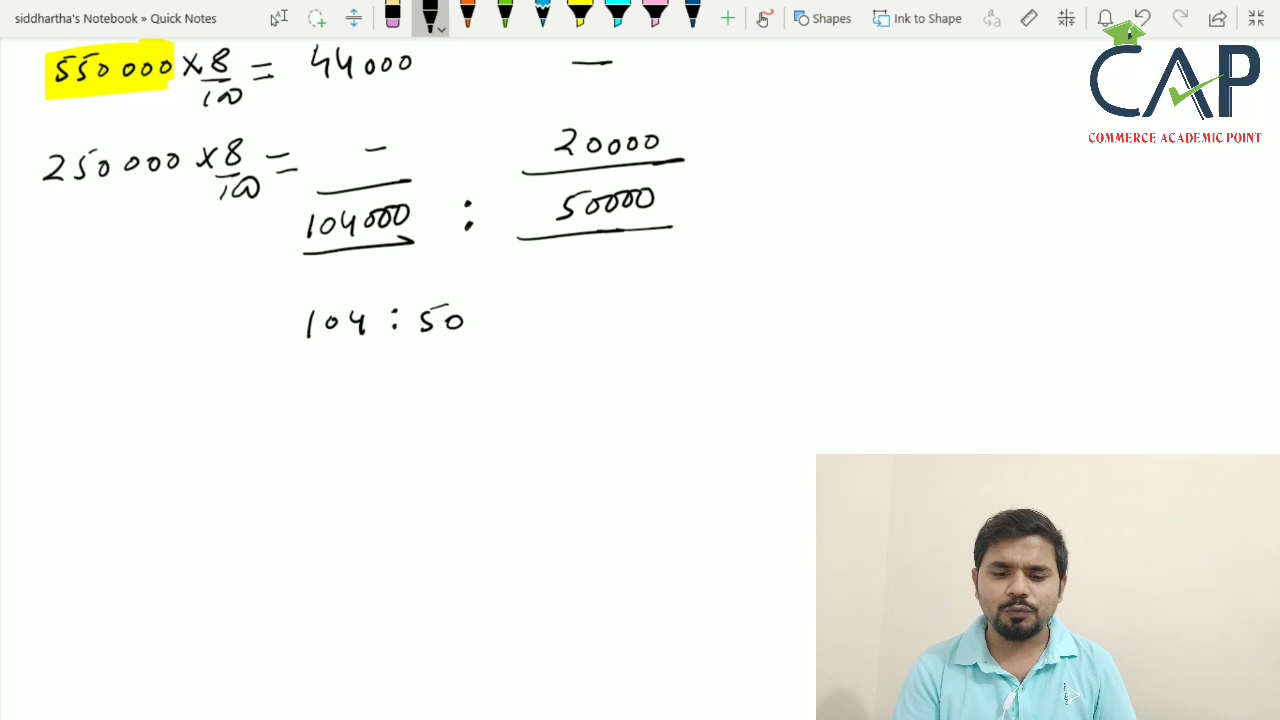 siddhartha's Notebook » Quick Notes
Shapes
Ink to Shape
CAP
COMMERCE ACADEMIC POINT
550000 × 8/100 = 44000 —
250000 × 8/100 = - 20000
104000 : 50000
104 : 50